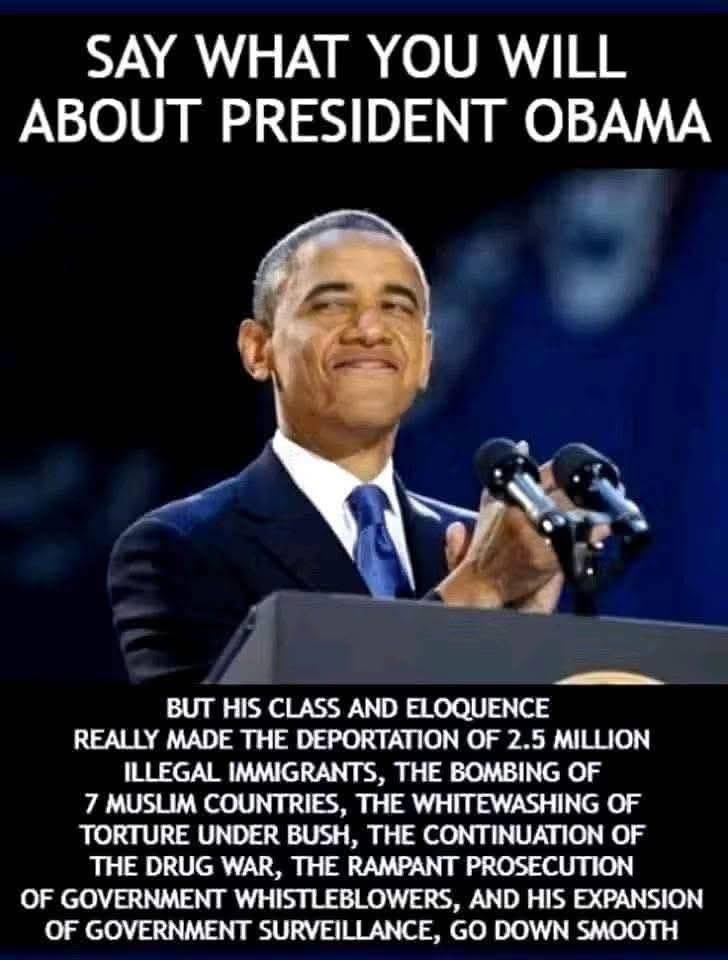 SAY WHAT YOU WILL
ABOUT PRESIDENT OBAMA
BUT HIS CLASS AND ELOQUENCE
REALLY MADE THE DEPORTATION OF 2.5 MILLION
ILLEGAL IMMIGRANTS, THE BOMBING OF
7 MUSLIM COUNTRIES, THE WHITEWASHING OF
TORTURE UNDER BUSH, THE CONTINUATION OF
THE DRUG WAR, THE RAMPANT PROSECUTION
OF GOVERNMENT WHISTLEBLOWERS, AND HIS EXPANSION
OF GOVERNMENT SURVEILLANCE, GO DOWN SMOOTH